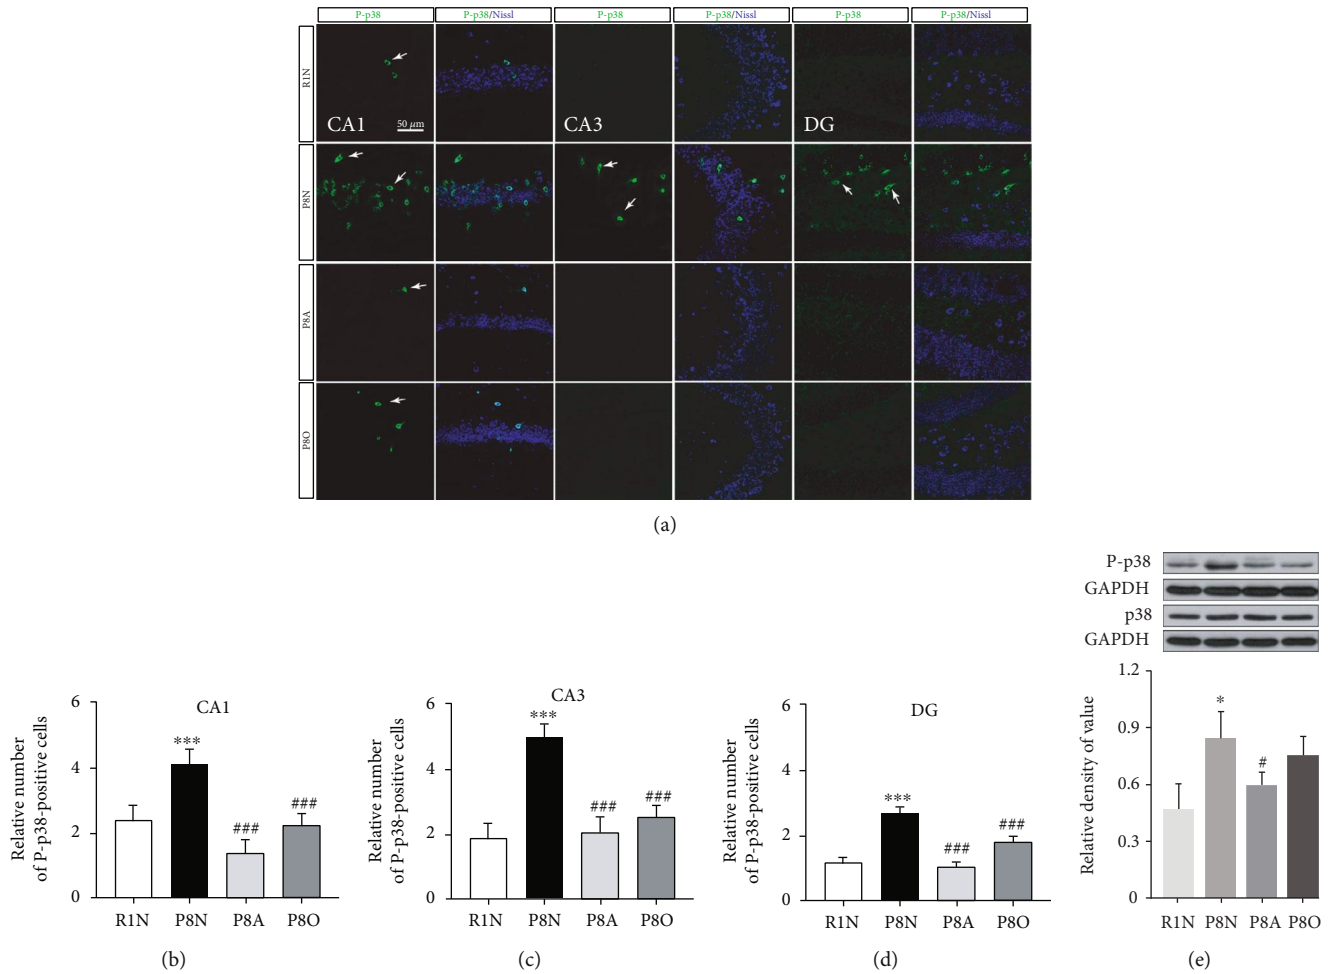 P-p38 P-p38/Nissl P-p38 P-p38/Nissl P-p38 P-p38/Nissl
R1N
CA1 50 μm CA3 DG
P8N
P8A
P8O
(a)
P-p38
GAPDH
p38
GAPDH
CA1
Relative number
of P-p38-positive cells
6
4
2
0
***
###
###
R1N P8N P8A P8O
(b)
CA3
Relative number
of P-p38-positive cells
6
4
2
0
***
###
###
R1N P8N P8A P8O
(c)
DG
Relative number
of P-p38-positive cells
6
4
2
0
***
###
###
R1N P8N P8A P8O
(d)
Relative density of value
1.2
0.9
0.6
0.3
0
*
#
R1N P8N P8A P8O
(e)